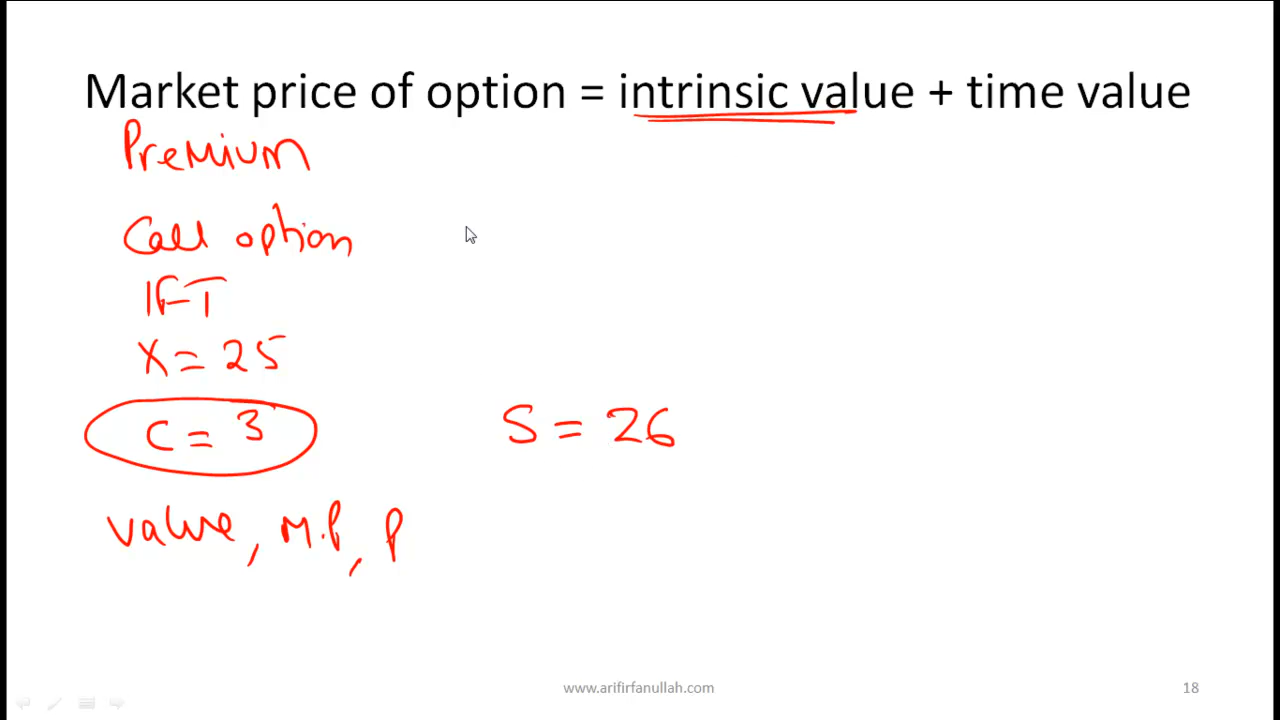 Market price of option = intrinsic value + time value
Premium
Call option
IFT
X = 25
C = 3
S = 26
value, M.P, P
www.arifirfanullah.com
18